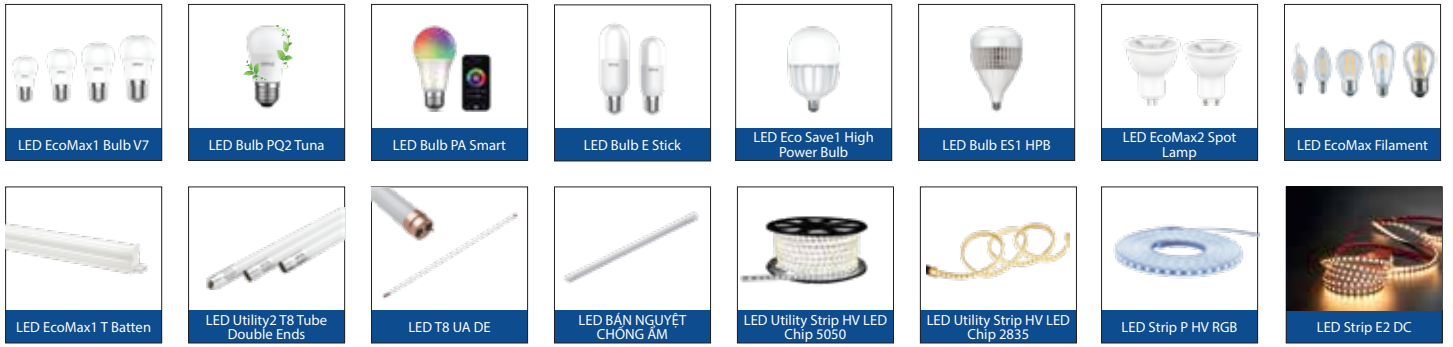 LED EcoMax1 Bulb V7
LED Bulb PQ2 Tuna
LED Bulb PA Smart
LED Bulb E Stick
LED Eco Save1 High
Power Bulb
LED Bulb ES1 HPB
LED EcoMax2 Spot
Lamp
LED EcoMax Filament
LED EcoMax1 T Batten
LED Utility2 T8 Tube
Double Ends
LED T8 UA DE
LED BÁN NGUYỆT
CHỐNG ẨM
LED Utility Strip HV LED
Chip 5050
LED Utility Strip HV LED
Chip 2835
LED Strip P HV RGB
LED Strip E2 DC